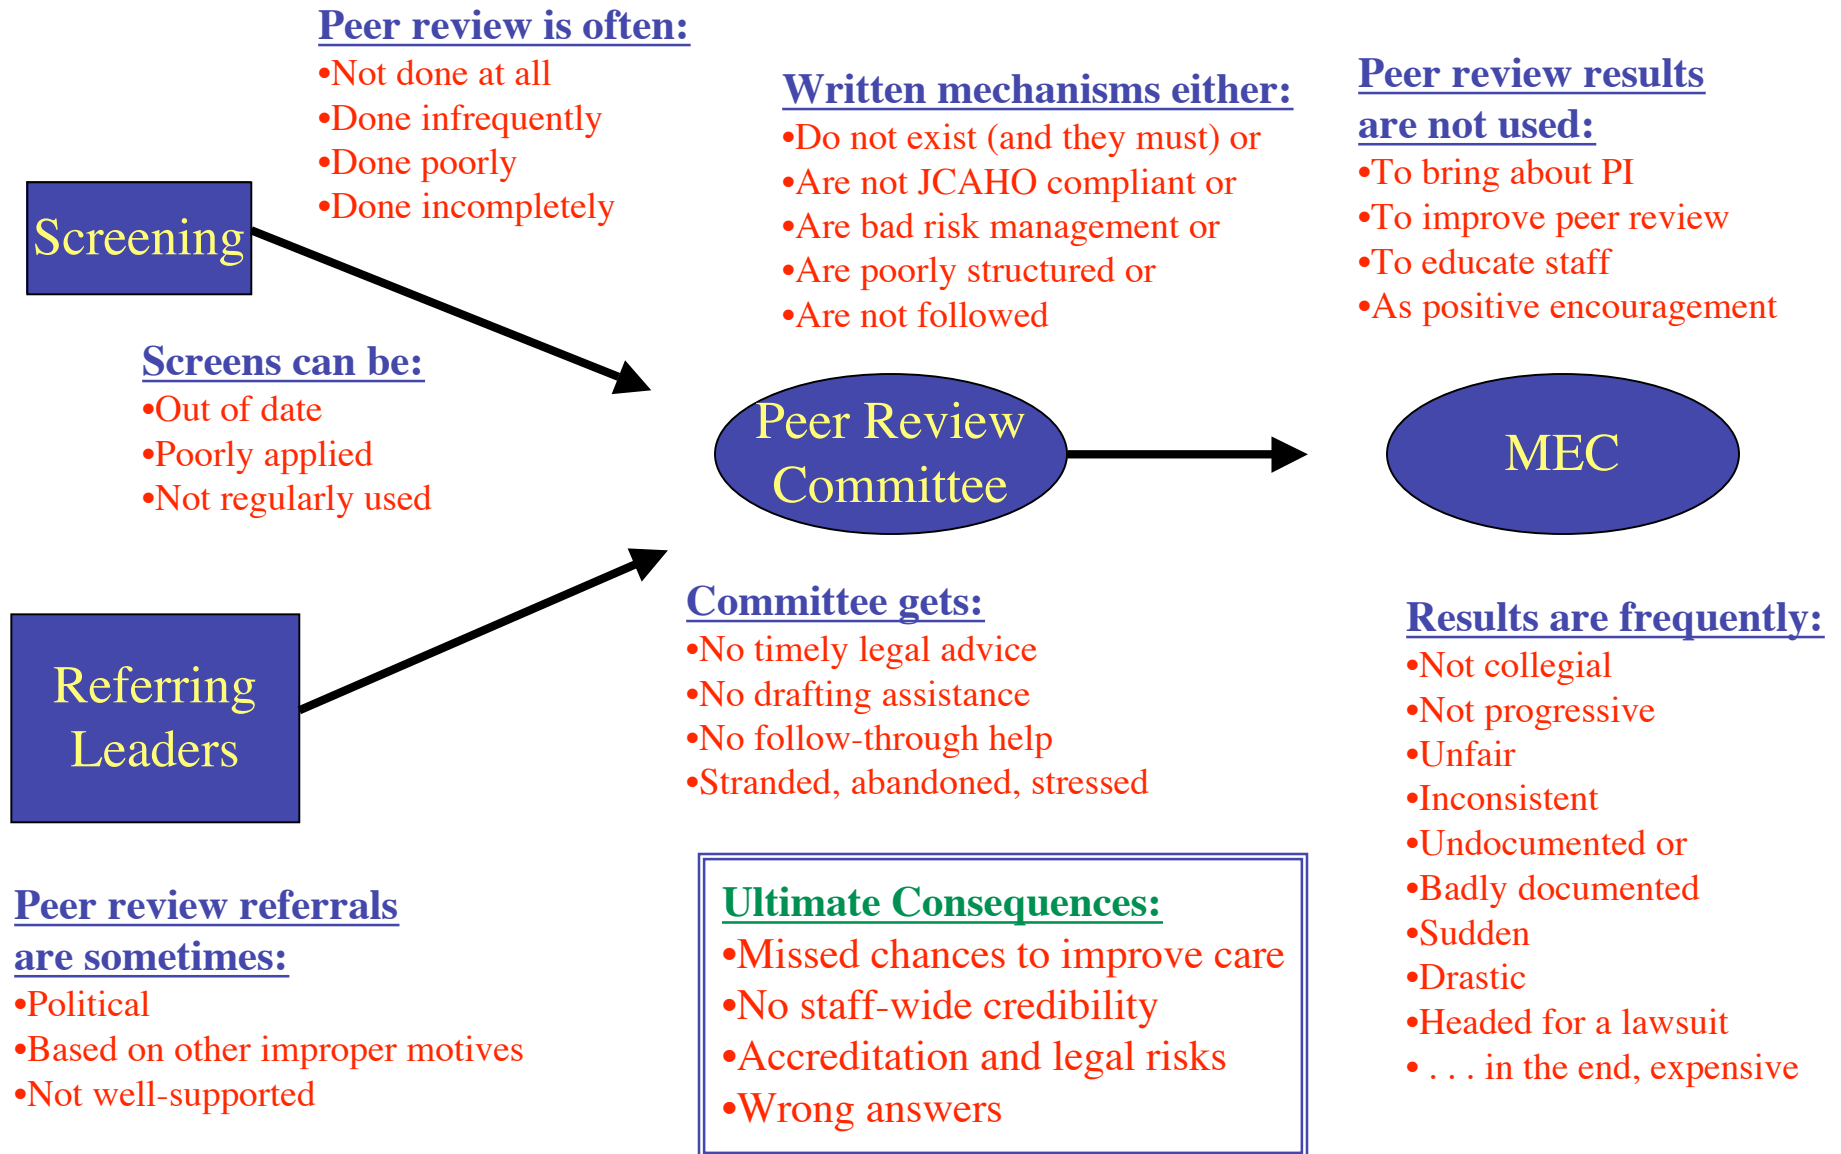 Peer review is often:
•Not done at all
•Done infrequently
•Done poorly
•Done incompletely
Written mechanisms either:
•Do not exist (and they must) or
•Are not JCAHO compliant or
•Are bad risk management or
•Are poorly structured or
•Are not followed
Peer review results
are not used:
•To bring about PI
•To improve peer review
•To educate staff
•As positive encouragement
Screening
Screens can be:
•Out of date
•Poorly applied
•Not regularly used
Peer Review
Committee
MEC
Referring
Leaders
Committee gets:
•No timely legal advice
•No drafting assistance
•No follow-through help
•Stranded, abandoned, stressed
Results are frequently:
•Not collegial
•Not progressive
•Unfair
•Inconsistent
•Undocumented or
•Badly documented
•Sudden
•Drastic
•Headed for a lawsuit
• . . . in the end, expensive
Peer review referrals
are sometimes:
•Political
•Based on other improper motives
•Not well-supported
Ultimate Consequences:
•Missed chances to improve care
•No staff-wide credibility
•Accreditation and legal risks
•Wrong answers